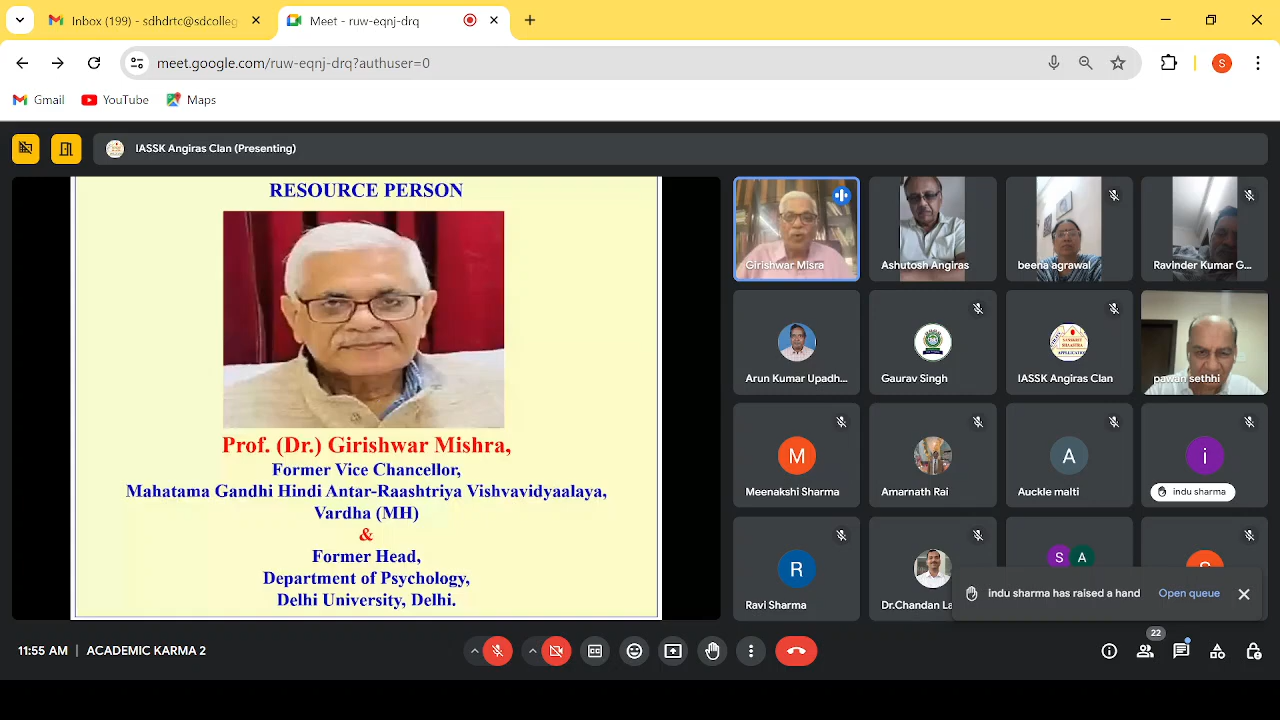 Inbox (199) - sdhdrtc@sdcolleg
Meet - ruw-eqnj-drq
meet.google.com/ruw-eqnj-drq?authuser=0
S
Gmail
YouTube
Maps
IASSK Angiras Clan (Presenting)
RESOURCE PERSON
Prof. (Dr.) Girishwar Mishra,
Former Vice Chancellor,
Mahatama Gandhi Hindi Antar-Raashtriya Vishvavidyaalaya,
Vardha (MH)
&
Former Head,
Department of Psychology,
Delhi University, Delhi.
Girishwar Misra
Ashutosh Angiras
beena agrawal
Ravinder Kumar G...
Arun Kumar Upadh...
Gaurav Singh
SANSKRIT
SHAASTRA
APPLICATIO
IASSK Angiras Clan
pawan sethhi
M
Meenakshi Sharma
Amarnath Rai
A
Auckle malti
i
indu sharma
R
Ravi Sharma
Dr.Chandan La
S A
indu sharma has raised a hand
Open queue
11:55 AM | ACADEMIC KARMA 2
22